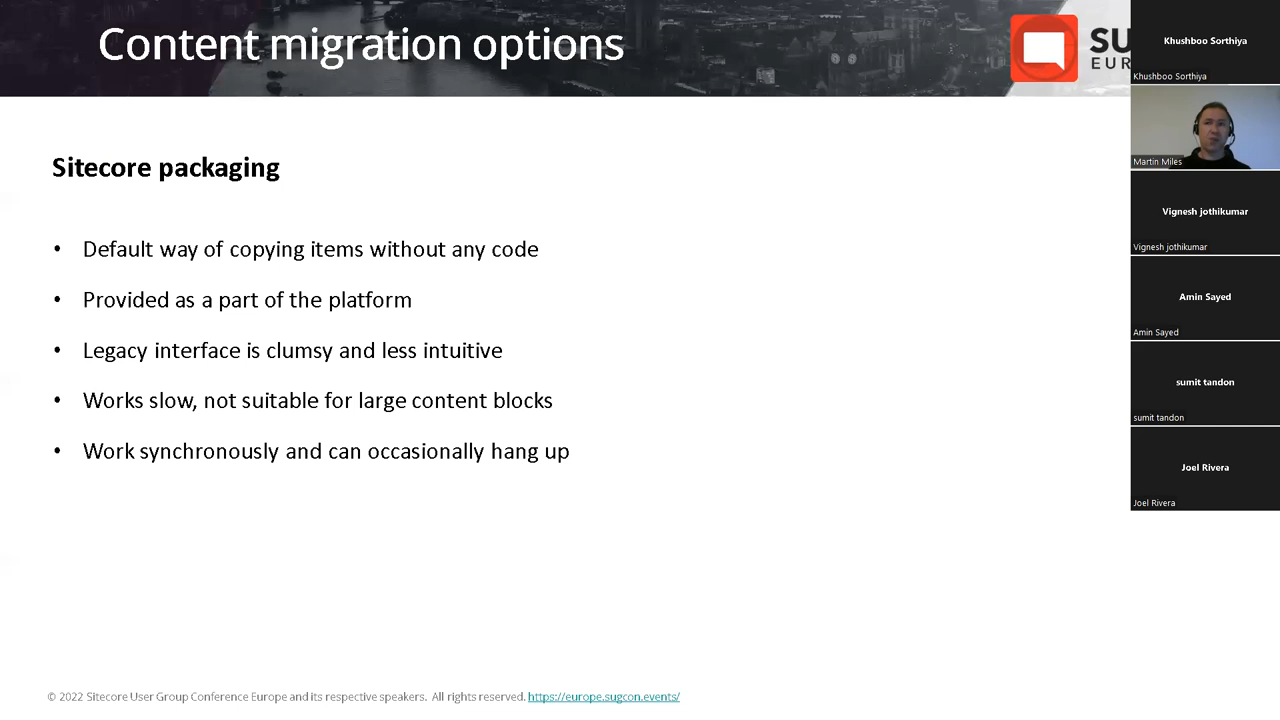 Content migration options
SU
EUR
Sitecore packaging
• Default way of copying items without any code
• Provided as a part of the platform
• Legacy interface is clumsy and less intuitive
• Works slow, not suitable for large content blocks
• Work synchronously and can occasionally hang up
© 2022 Sitecore User Group Conference Europe and its respective speakers. All rights reserved. https://europe.sugcon.events/
Khushboo Sorthiya
Khushboo Sorthiya
Martin Miles
Vignesh jothikumar
Vignesh jothikumar
Amin Sayed
Amin Sayed
sumit tandon
sumit tandon
Joel Rivera
Joel Rivera